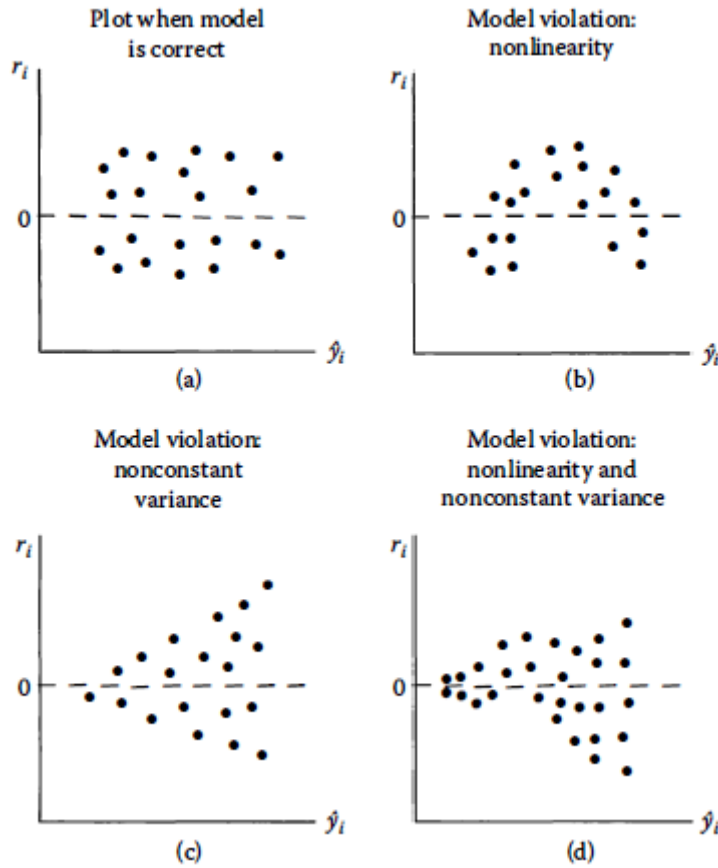 Plot when model
is correct
r_i
0
ŷ_i
(a)
Model violation:
nonlinearity
0
ŷ_i
(b)
Model violation:
nonconstant
variance
r_i
0
ŷ_i
(c)
Model violation:
nonlinearity and
nonconstant variance
r_i
0
ŷ_i
(d)